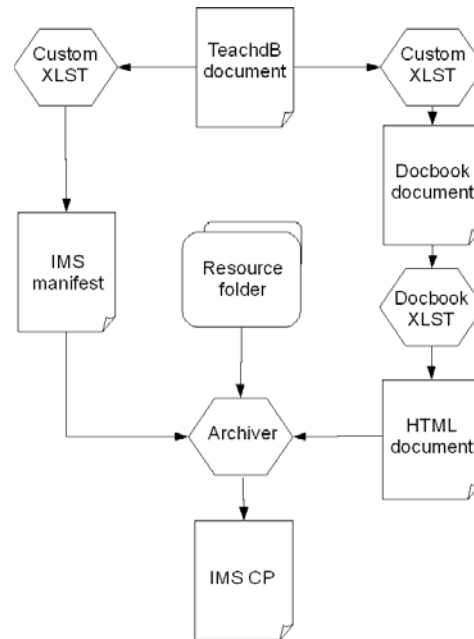 Custom
XLST
TeachdB
document
Custom
XLST
Docbook
document
IMS
manifest
Resource
folder
Docbook
XLST
Archiver
HTML
document
IMS CP